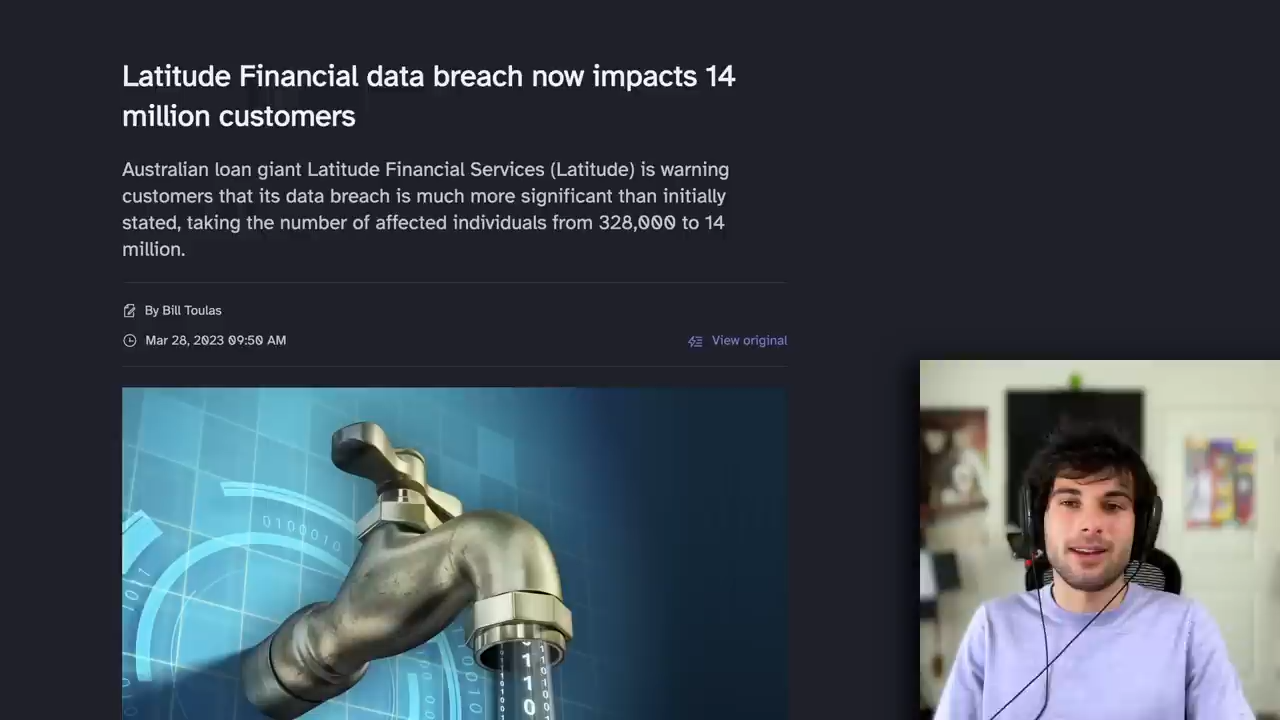 Latitude Financial data breach now impacts 14
million customers
Australian loan giant Latitude Financial Services (Latitude) is warning
customers that its data breach is much more significant than initially
stated, taking the number of affected individuals from 328,000 to 14
million.
By Bill Toulas
Mar 28, 2023 09:50 AM
View original
0100010